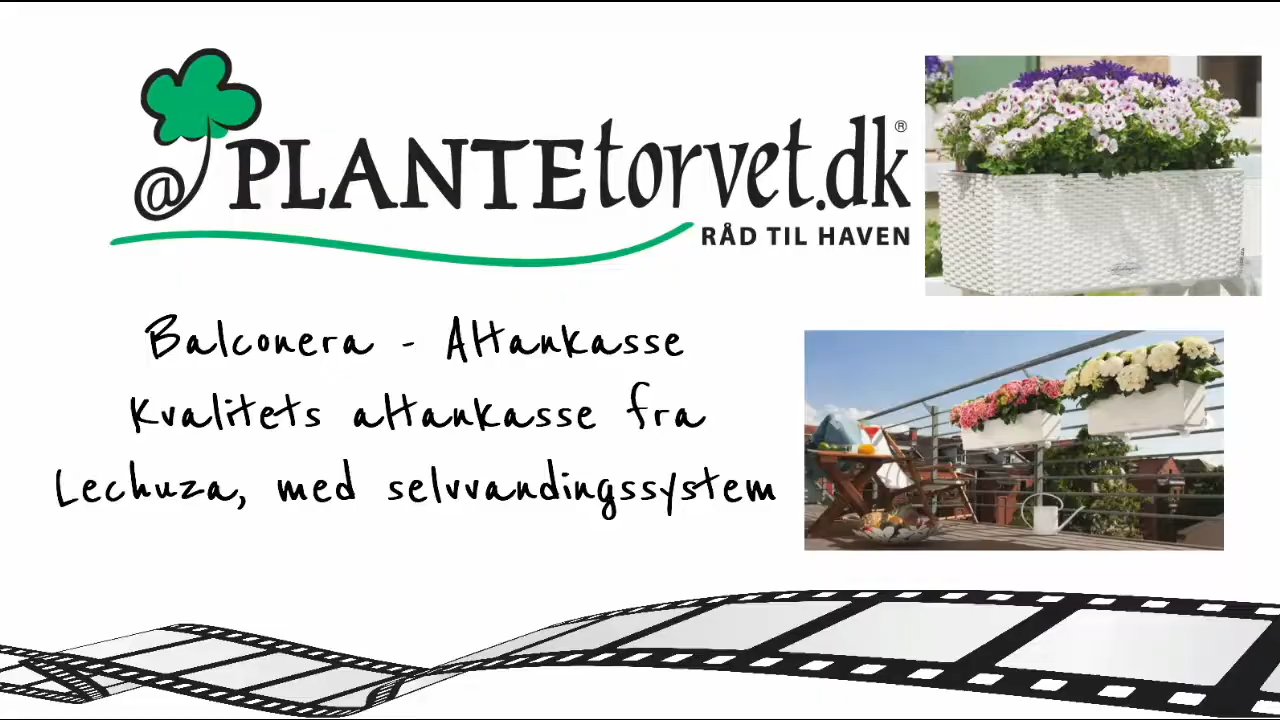 @PLANTEtorvet.dk®
RÅD TIL HAVEN
Balconera - Altankasse
Kvalitets altankasse fra
Lechuza, med selvvandingssystem